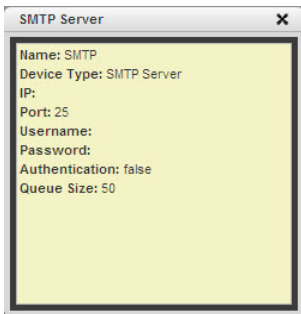 SMTP Server
Name: SMTP
Device Type: SMTP Server
IP:
Port: 25
Username:
Password:
Authentication: false
Queue Size: 50